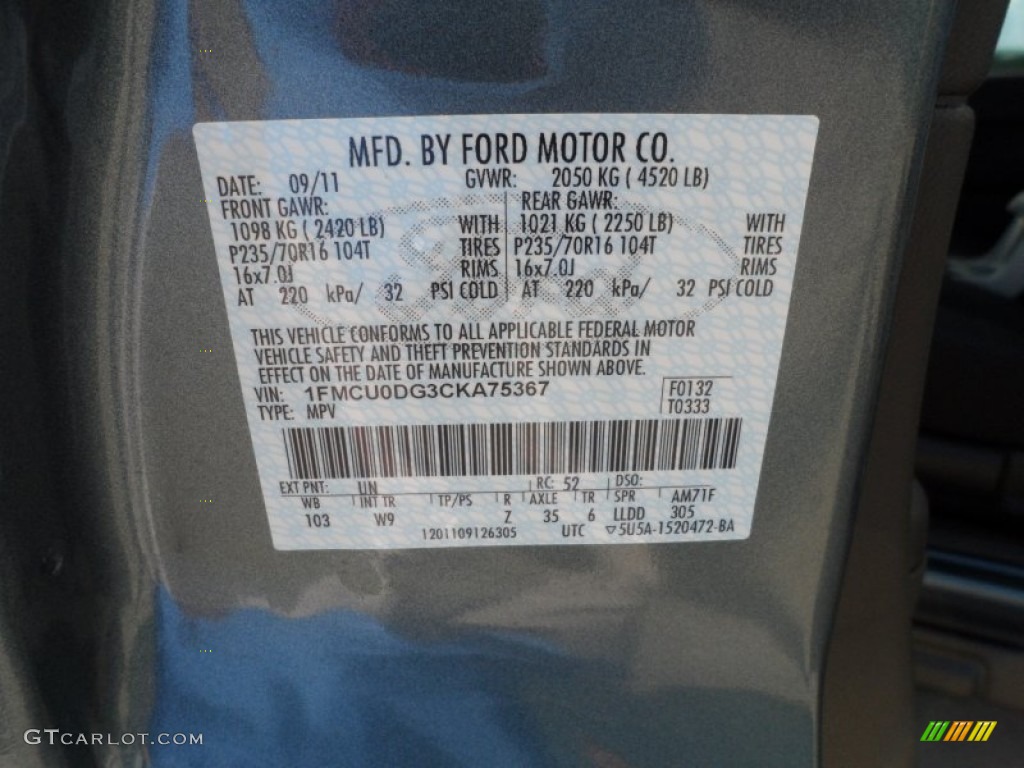 MFD. BY FORD MOTOR CO.
DATE: 09/11 GVWR: 2050 KG ( 4520 LB)
FRONT GAWR: REAR GAWR:
1098 KG ( 2420 LB) WITH 1021 KG ( 2250 LB) WITH
P235/70R16 104T TIRES P235/70R16 104T TIRES
16x7.0J RIMS 16x7.0J RIMS
AT 220 kPa/ 32 PSI COLD AT 220 kPa/ 32 PSI COLD
THIS VEHICLE CONFORMS TO ALL APPLICABLE FEDERAL MOTOR
VEHICLE SAFETY AND THEFT PREVENTION STANDARDS IN
EFFECT ON THE DATE OF MANUFACTURE SHOWN ABOVE.
VIN: 1FMCU0DG3CKA75367 F0132
TYPE: MPV T0333
EXT PNT: UN RC: 52 DSO:
WB INT TR TP/PS R AXLE TR SPR AM71F
103 W9 Z 35 6 LLDD 305
1201109126305 UTC ▽5U5A-1520472-BA
GTCARLOT.COM